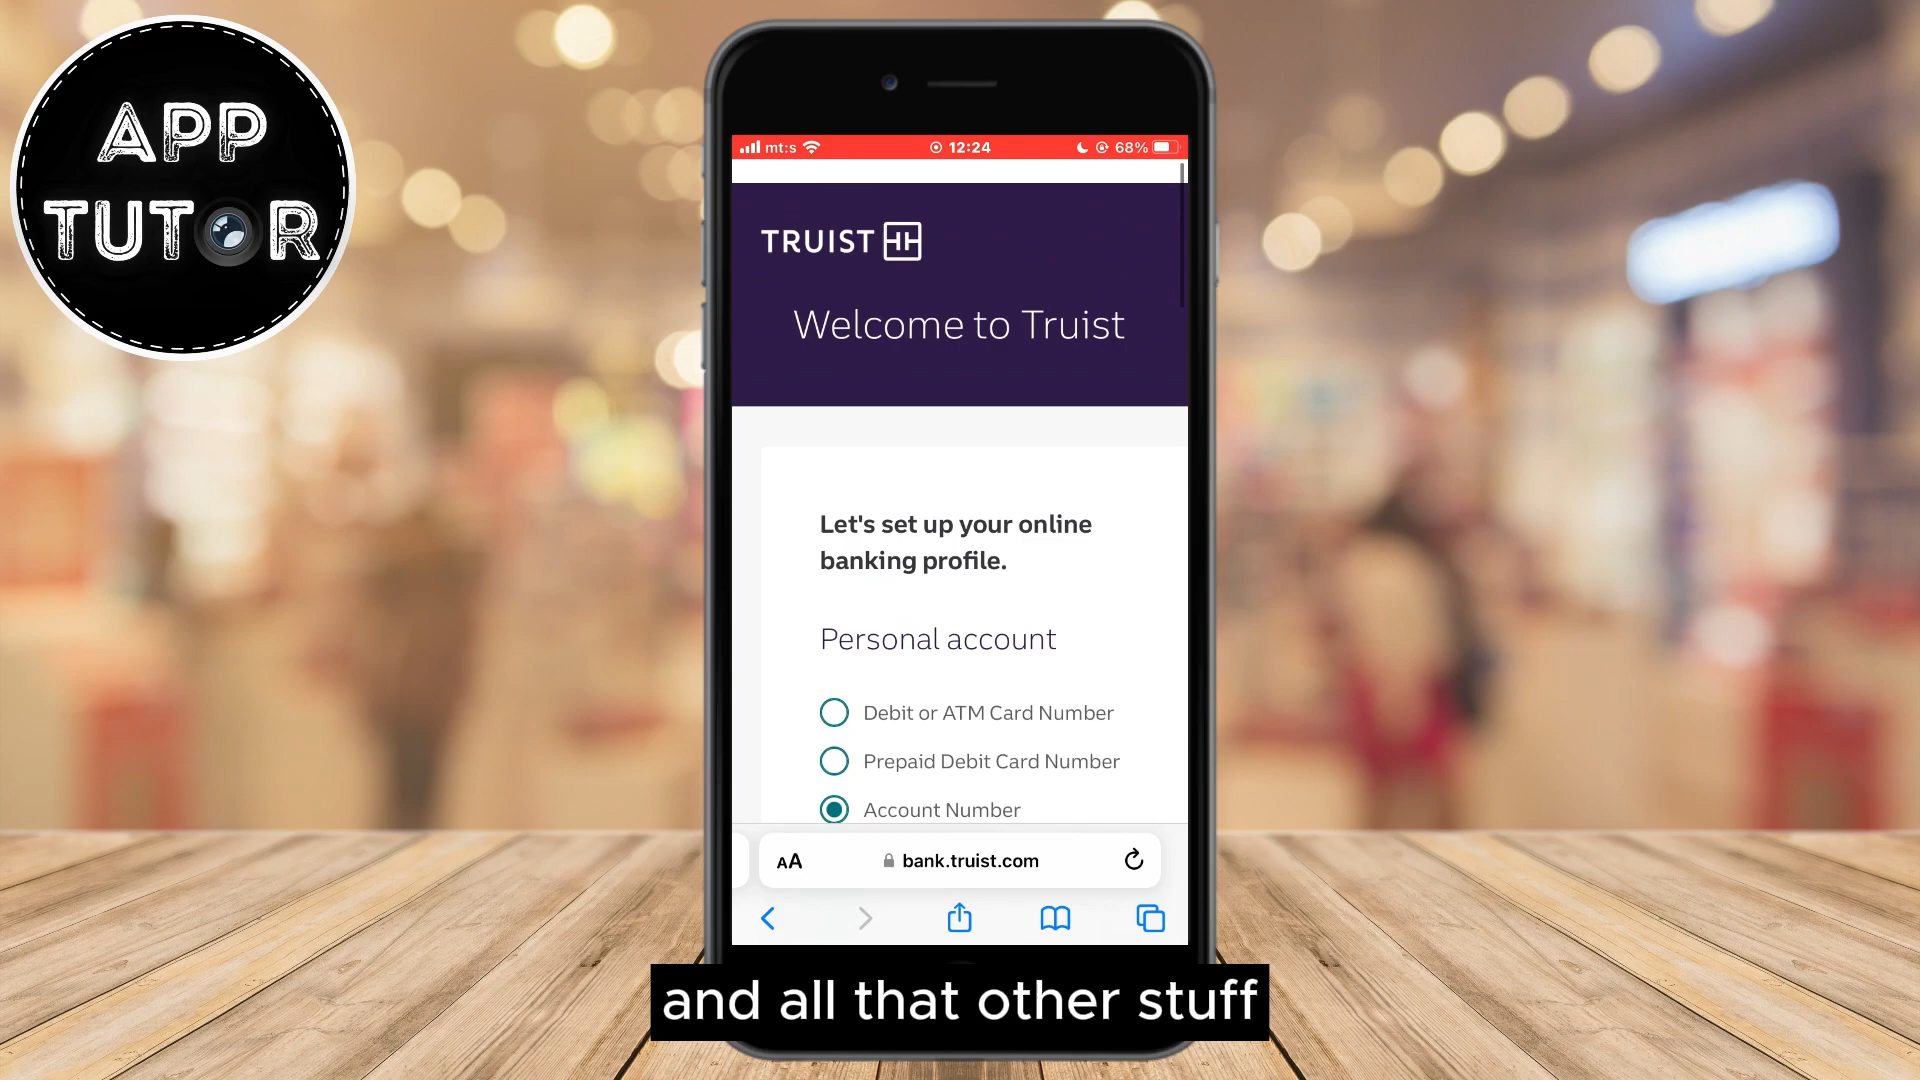 APP
TUTOR
mt:s
12:24
68%
TRUIST
Welcome to Truist
Let's set up your online
banking profile.
Personal account
Debit or ATM Card Number
Prepaid Debit Card Number
Account Number
AA
bank.truist.com
and all that other stuff